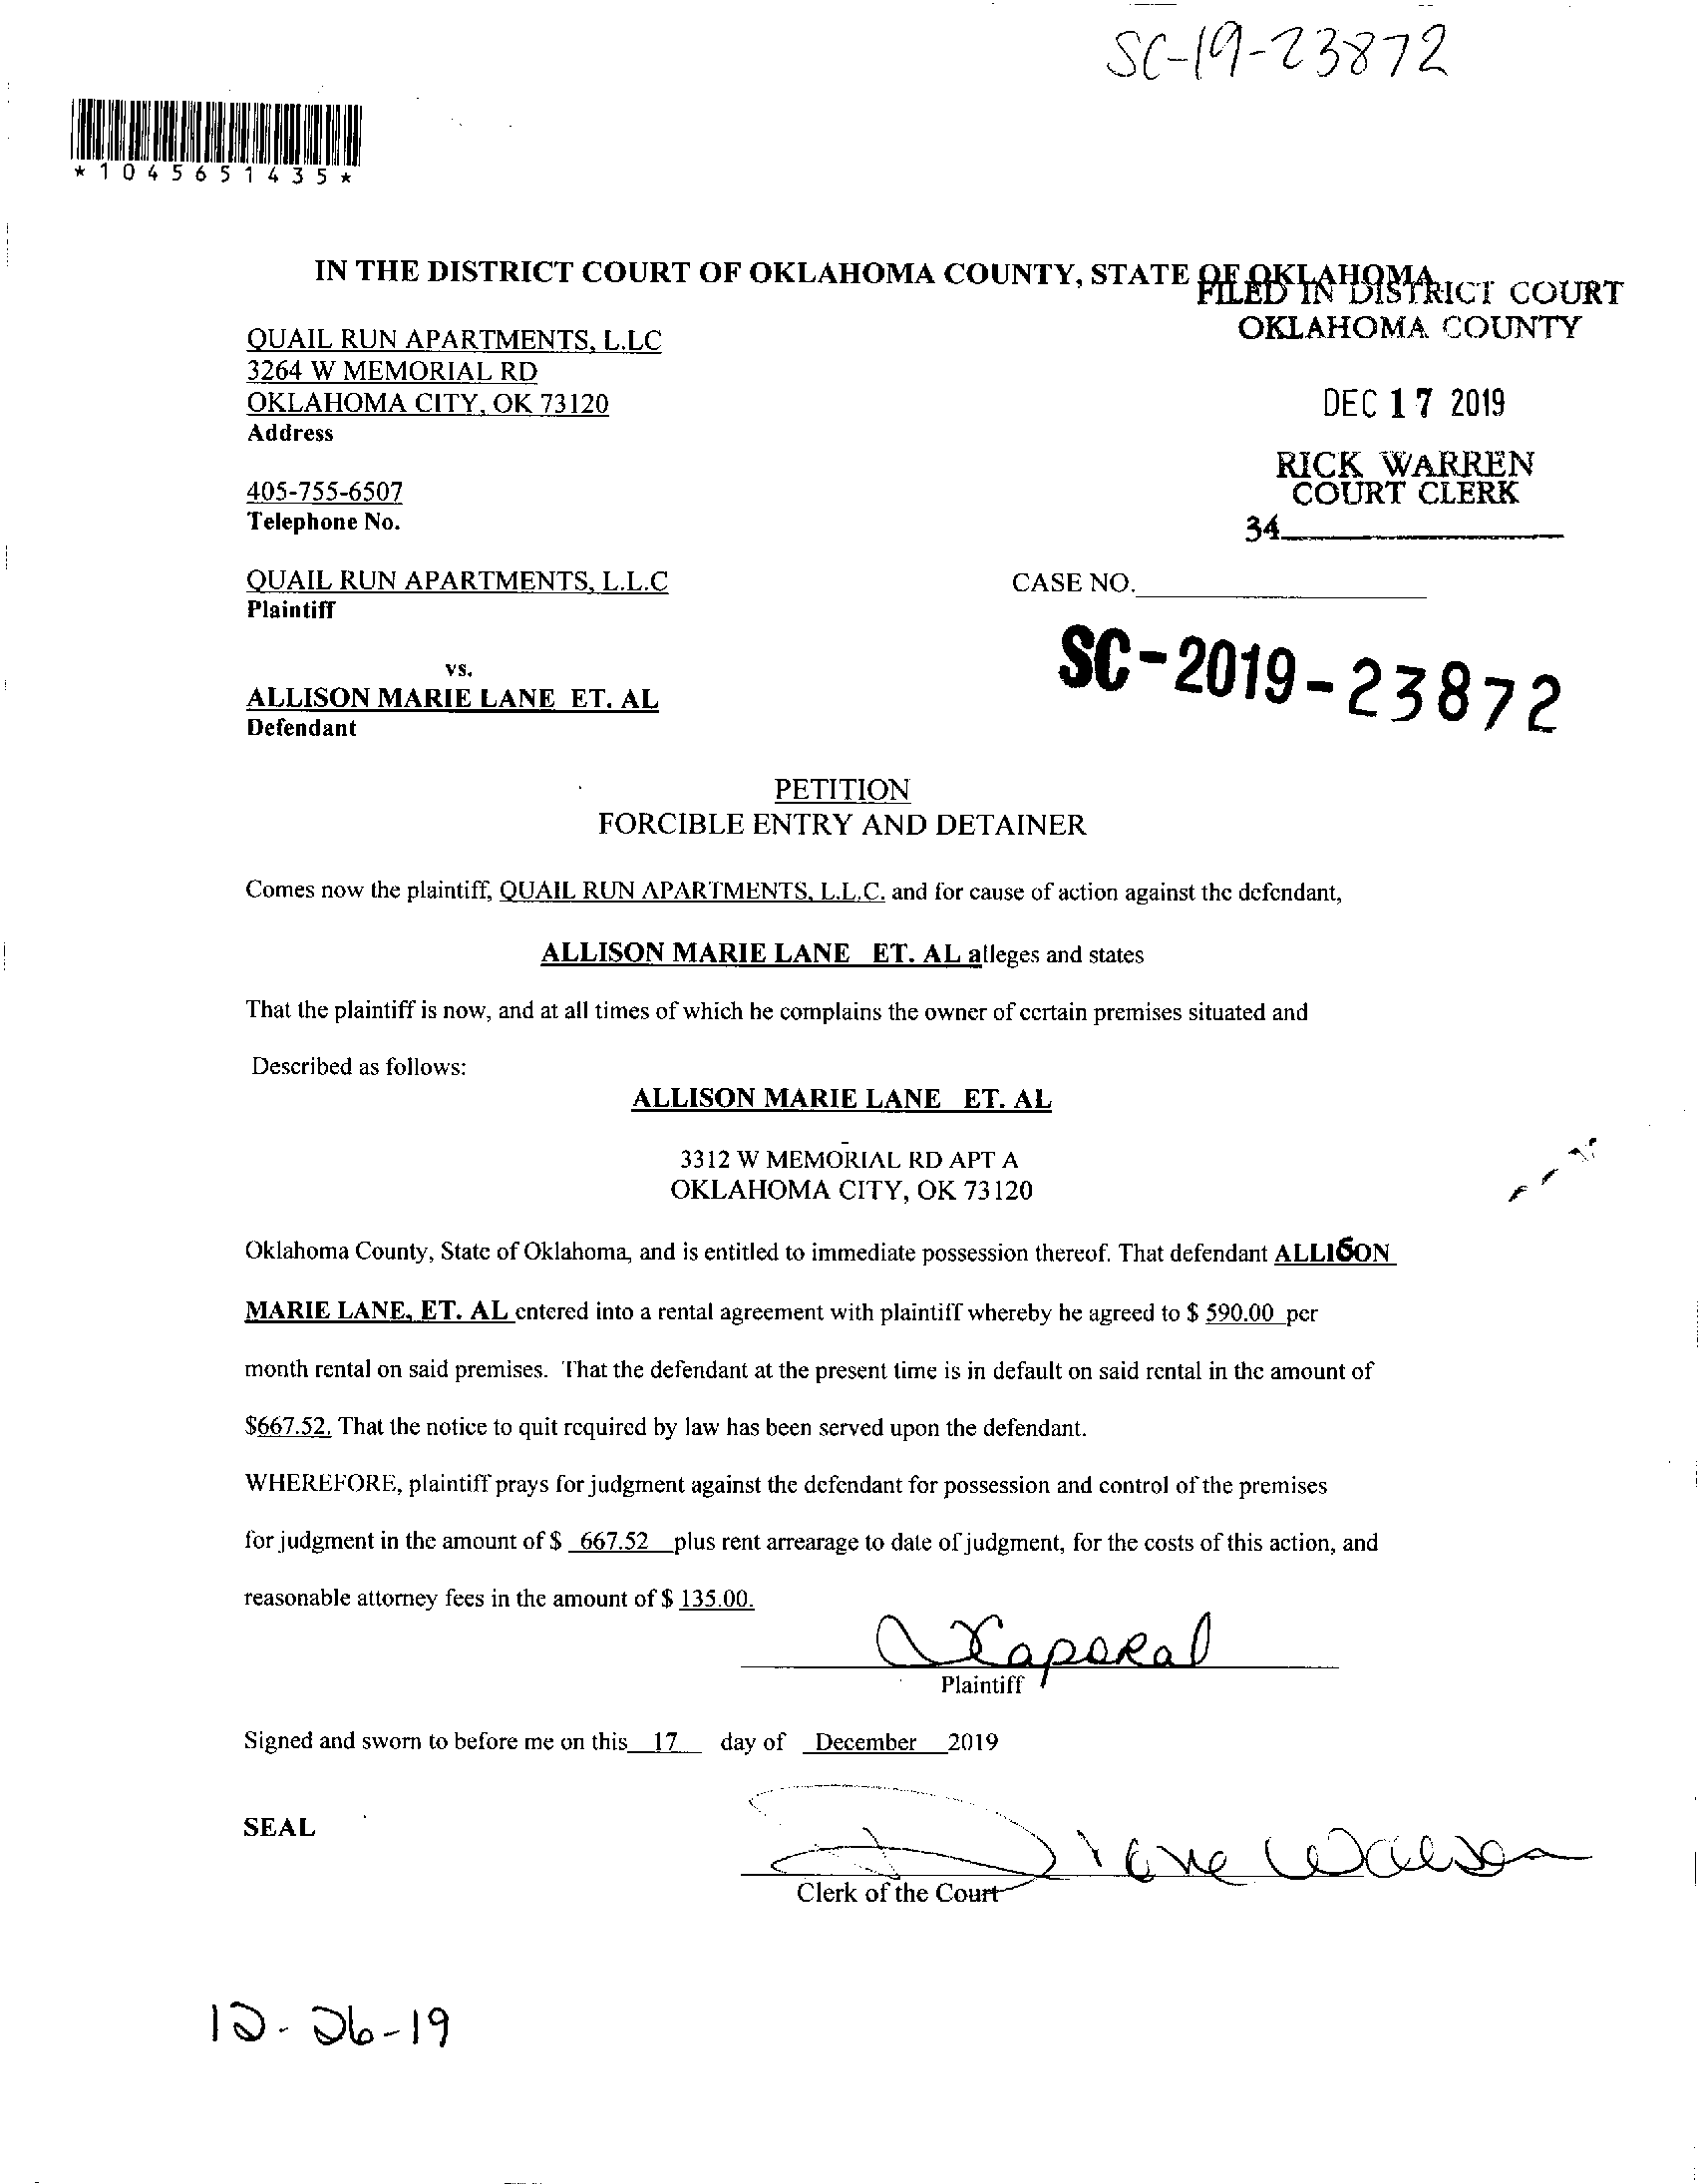 SC-19-23872
*1045651435*
IN THE DISTRICT COURT OF OKLAHOMA COUNTY, STATE OF OKLAHOMA
FILED IN DISTRICT COURT
OKLAHOMA COUNTY
QUAIL RUN APARTMENTS, L.LC
3264 W MEMORIAL RD
OKLAHOMA CITY, OK 73120
Address
DEC 17 2019
RICK WARREN
COURT CLERK
34
405-755-6507
Telephone No.
QUAIL RUN APARTMENTS, L.L.C
Plaintiff
CASE NO.
SC-2019-23872
vs.
ALLISON MARIE LANE ET. AL
Defendant
PETITION
FORCIBLE ENTRY AND DETAINER
Comes now the plaintiff, QUAIL RUN APARTMENTS, L.L.C. and for cause of action against the defendant,
ALLISON MARIE LANE ET. AL alleges and states
That the plaintiff is now, and at all times of which he complains the owner of certain premises situated and
Described as follows:
ALLISON MARIE LANE ET. AL
3312 W MEMORIAL RD APT A
OKLAHOMA CITY, OK 73120
Oklahoma County, State of Oklahoma, and is entitled to immediate possession thereof. That defendant ALLISON
MARIE LANE, ET. AL entered into a rental agreement with plaintiff whereby he agreed to $ 590.00 per
month rental on said premises. That the defendant at the present time is in default on said rental in the amount of
$667.52. That the notice to quit required by law has been served upon the defendant.
WHEREFORE, plaintiff prays for judgment against the defendant for possession and control of the premises
for judgment in the amount of $ 667.52 plus rent arrearage to date of judgment, for the costs of this action, and
reasonable attorney fees in the amount of $ 135.00.
Plaintiff
Signed and sworn to before me on this 17 day of December 2019
SEAL
Diane
Clerk of the Court
12-26-19